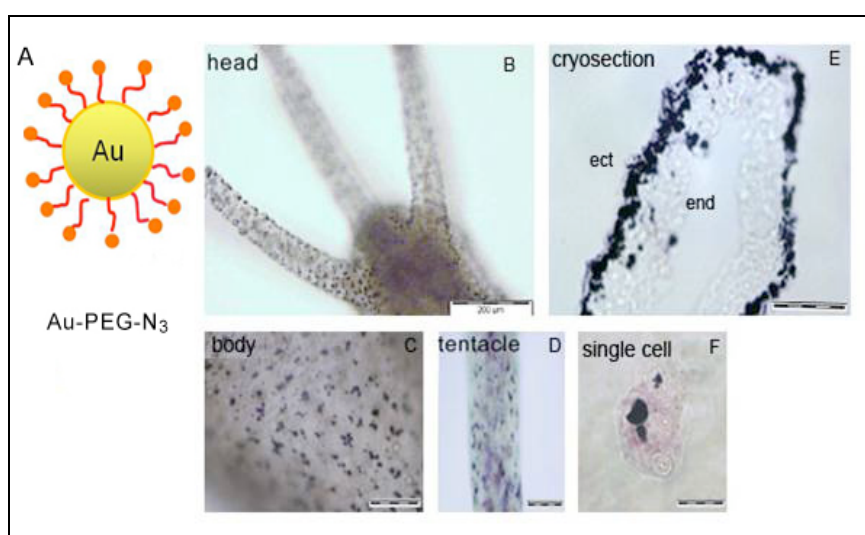 A
Au
Au-PEG-N3
head
B
200 µm
cryosection
E
ect
end
body
C
tentacle
D
single cell
F